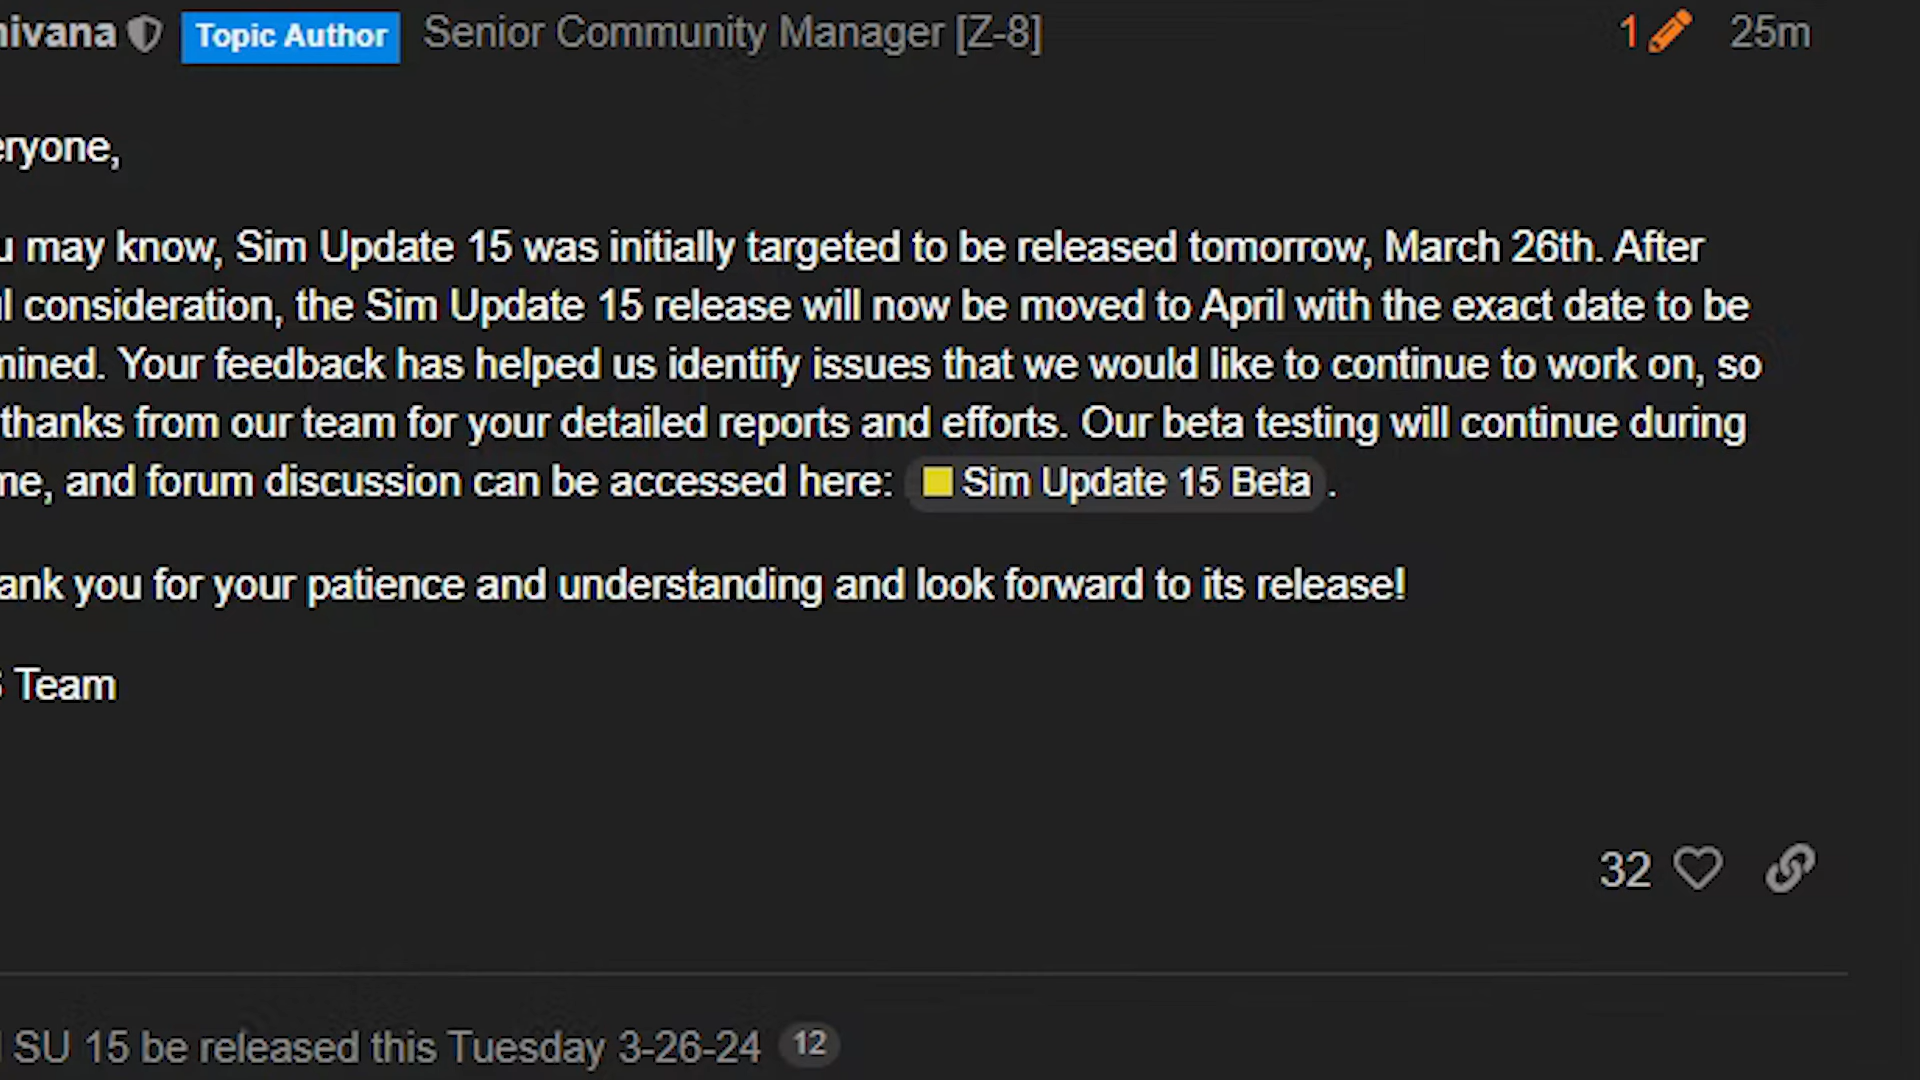 nivana Topic Author Senior Community Manager [Z-8] 1 25m
eryone,
u may know, Sim Update 15 was initially targeted to be released tomorrow, March 26th. After
l consideration, the Sim Update 15 release will now be moved to April with the exact date to be
mined. Your feedback has helped us identify issues that we would like to continue to work on, so
thanks from our team for your detailed reports and efforts. Our beta testing will continue during
me, and forum discussion can be accessed here: Sim Update 15 Beta .
ank you for your patience and understanding and look forward to its release!
S Team
32
SU 15 be released this Tuesday 3-26-24 12